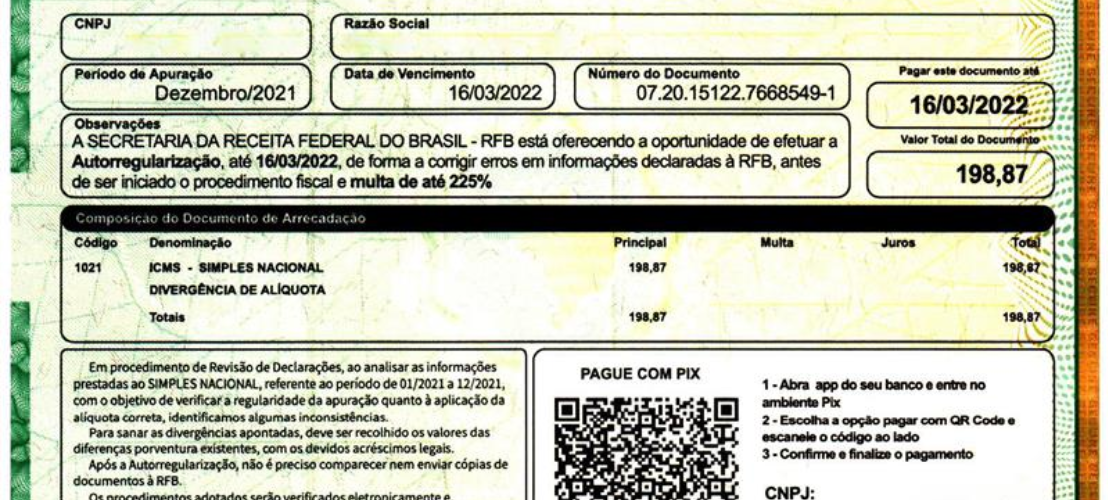 CNPJ
Razão Social
Período de Apuração
Dezembro/2021
Data de Vencimento
16/03/2022
Número do Documento
07.20.15122.7668549-1
Pagar este documento até
16/03/2022
Observações
A SECRETARIA DA RECEITA FEDERAL DO BRASIL - RFB está oferecendo a oportunidade de efetuar a
Autorregularização, até 16/03/2022, de forma a corrigir erros em informações declaradas à RFB, antes
de ser iniciado o procedimento fiscal e multa de até 225%
Valor Total do Documento
198,87
Composição do Documento de Arrecadação
Código Denominação Principal Multa Juros Total
1021 ICMS - SIMPLES NACIONAL 198,87 198,87
DIVERGÊNCIA DE ALÍQUOTA
Totais 198,87 198,87
Em procedimento de Revisão de Declarações, ao analisar as informações
prestadas ao SIMPLES NACIONAL, referente ao período de 01/2021 a 12/2021,
com o objetivo de verificar a regularidade da apuração quanto à aplicação da
alíquota correta, identificamos algumas inconsistências.
Para sanar as divergências apontadas, deve ser recolhido os valores das
diferenças porventura existentes, com os devidos acréscimos legais.
Após a Autorregularização, não é preciso comparecer nem enviar cópias de
documentos à RFB.
Os procedimentos adotados serão verificados eletronicamente e
PAGUE COM PIX
1 - Abra app do seu banco e entre no
ambiente Pix
2 - Escolha a opção pagar com QR Code e
escaneie o código ao lado
3 - Confirme e finalize o pagamento
CNPJ: